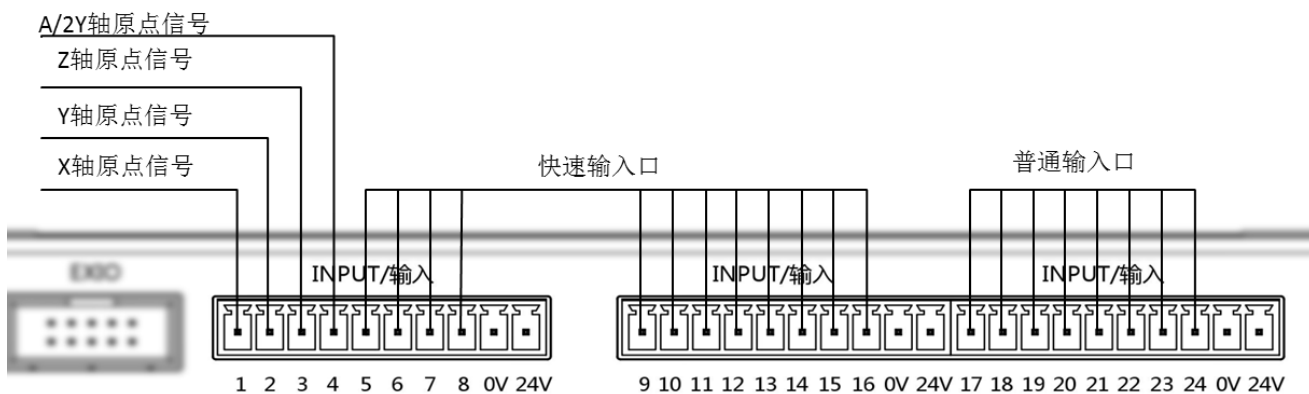 A/2Y轴原点信号
Z轴原点信号
Y轴原点信号
X轴原点信号
快速输入口
普通输入口
EXIO
INPUT/输入
INPUT/输入
INPUT/输入
1 2 3 4 5 6 7 8 0V 24V
9 10 11 12 13 14 15 16 0V 24V 17 18 19 20 21 22 23 24 0V 24V